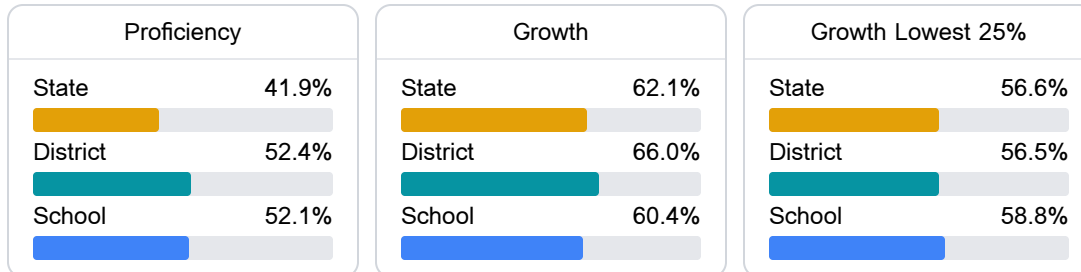 Proficiency
State 41.9%
District 52.4%
School 52.1%
Growth
State 62.1%
District 66.0%
School 60.4%
Growth Lowest 25%
State 56.6%
District 56.5%
School 58.8%